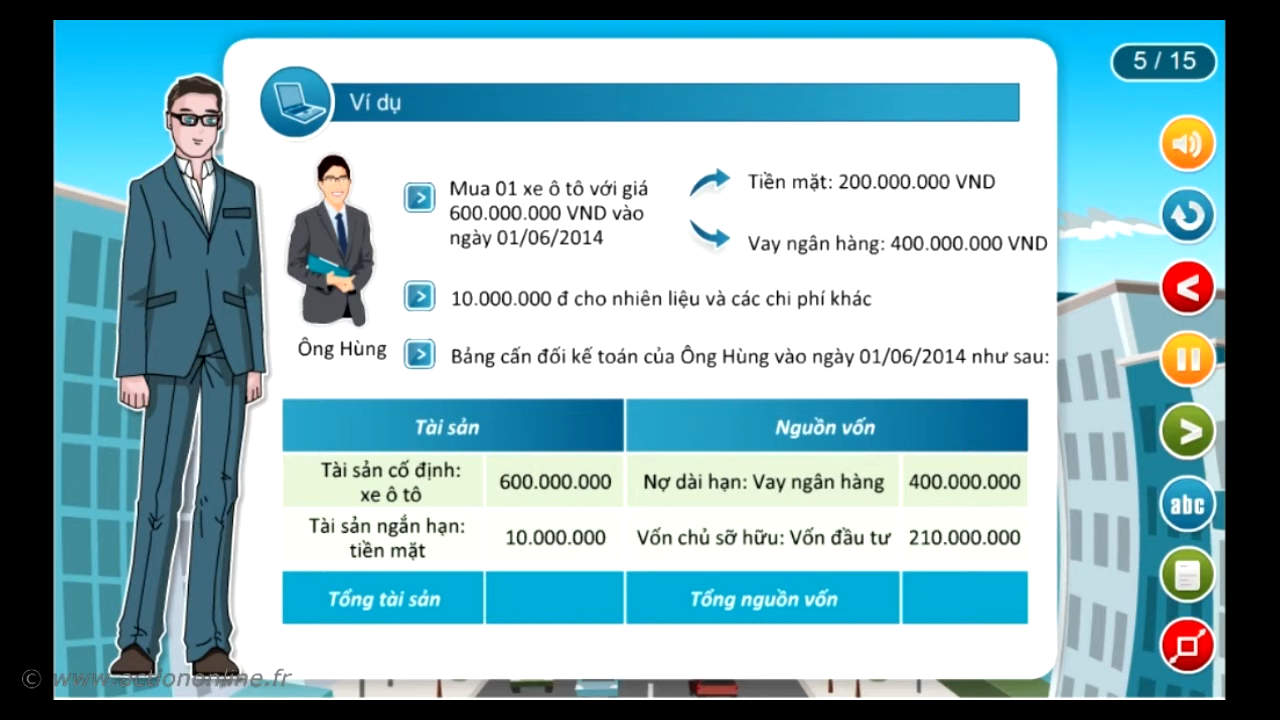 5 / 15
Ví dụ
Mua 01 xe ô tô với giá
600.000.000 VND vào
ngày 01/06/2014
Tiền mặt: 200.000.000 VND
Vay ngân hàng: 400.000.000 VND
10.000.000 đ cho nhiên liệu và các chi phí khác
Ông Hùng
Bảng cấn đối kế toán của Ông Hùng vào ngày 01/06/2014 như sau:
Tài sản
Nguồn vốn
Tài sản cố định:
xe ô tô
600.000.000
Nợ dài hạn: Vay ngân hàng
400.000.000
Tài sản ngắn hạn:
tiền mặt
10.000.000
Vốn chủ sỡ hữu: Vốn đầu tư
210.000.000
Tổng tài sản
Tổng nguồn vốn
abc
© www.actiononline.fr